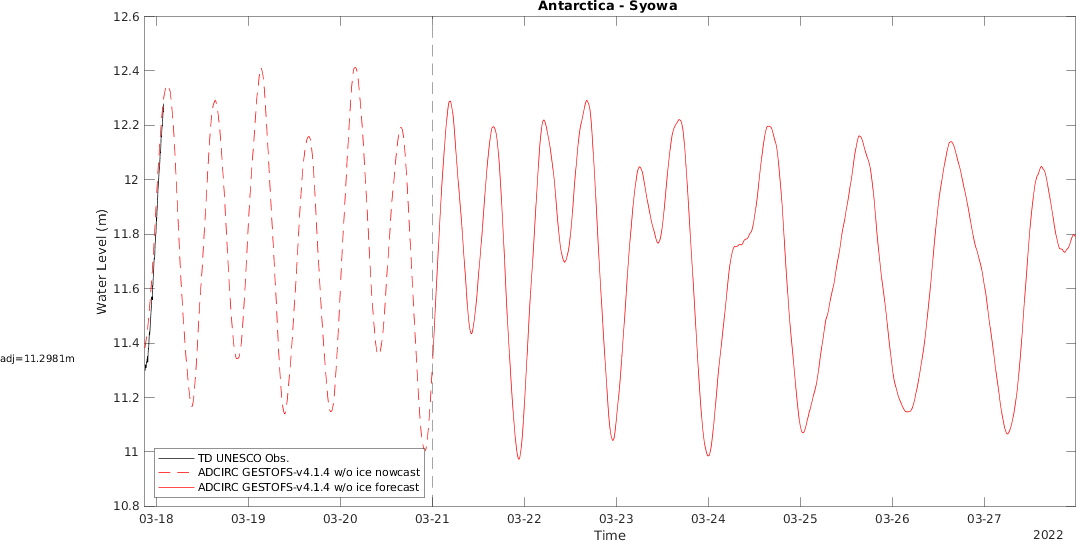 Antarctica - Syowa
12.6
12.4
12.2
12
11.8
11.6
11.4
11.2
11
10.8
Water Level (m)
adj=11.2981m
TD UNESCO Obs.
ADCIRC GESTOFS-v4.1.4 w/o ice nowcast
ADCIRC GESTOFS-v4.1.4 w/o ice forecast
03-18 03-19 03-20 03-21 03-22 03-23 03-24 03-25 03-26 03-27
Time
2022